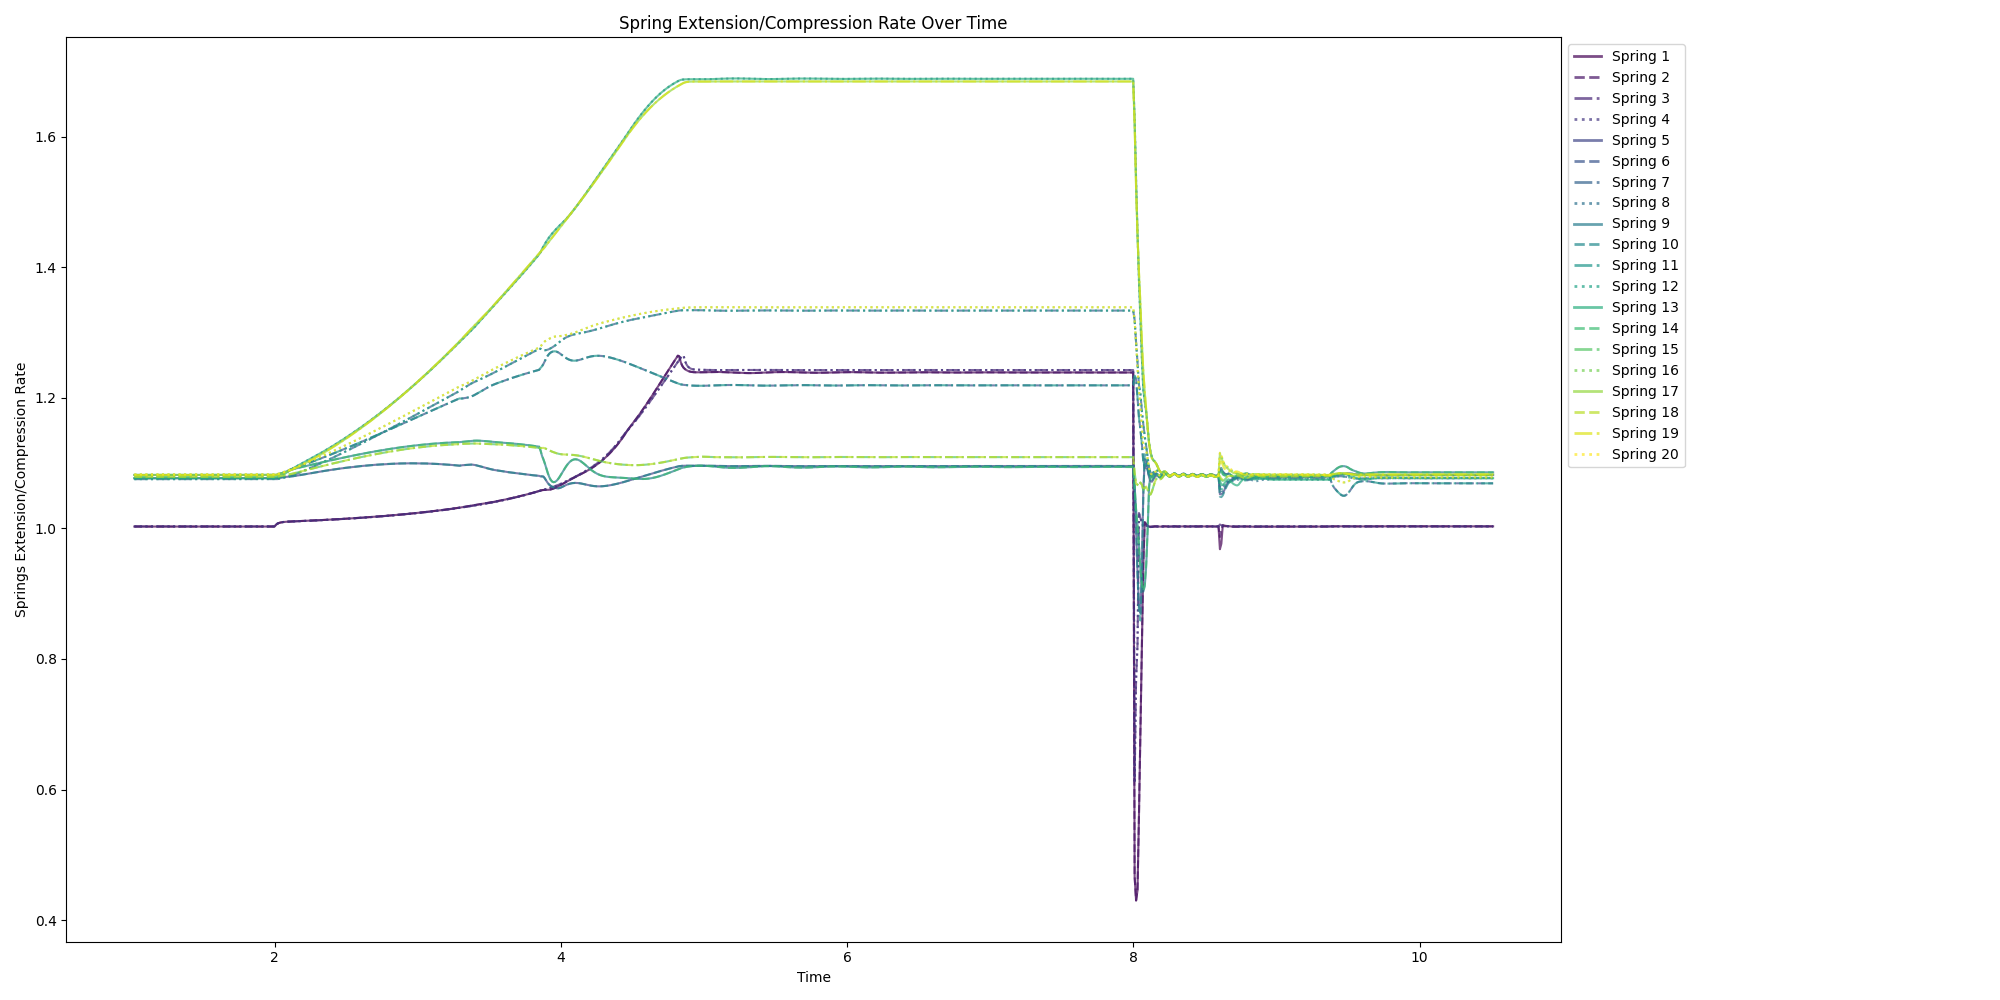 Spring Extension/Compression Rate Over Time
Springs Extension/Compression Rate
1.6
1.4
1.2
1.0
0.8
0.6
0.4
2
4
6
8
10
Time
Spring 1
Spring 2
Spring 3
Spring 4
Spring 5
Spring 6
Spring 7
Spring 8
Spring 9
Spring 10
Spring 11
Spring 12
Spring 13
Spring 14
Spring 15
Spring 16
Spring 17
Spring 18
Spring 19
Spring 20